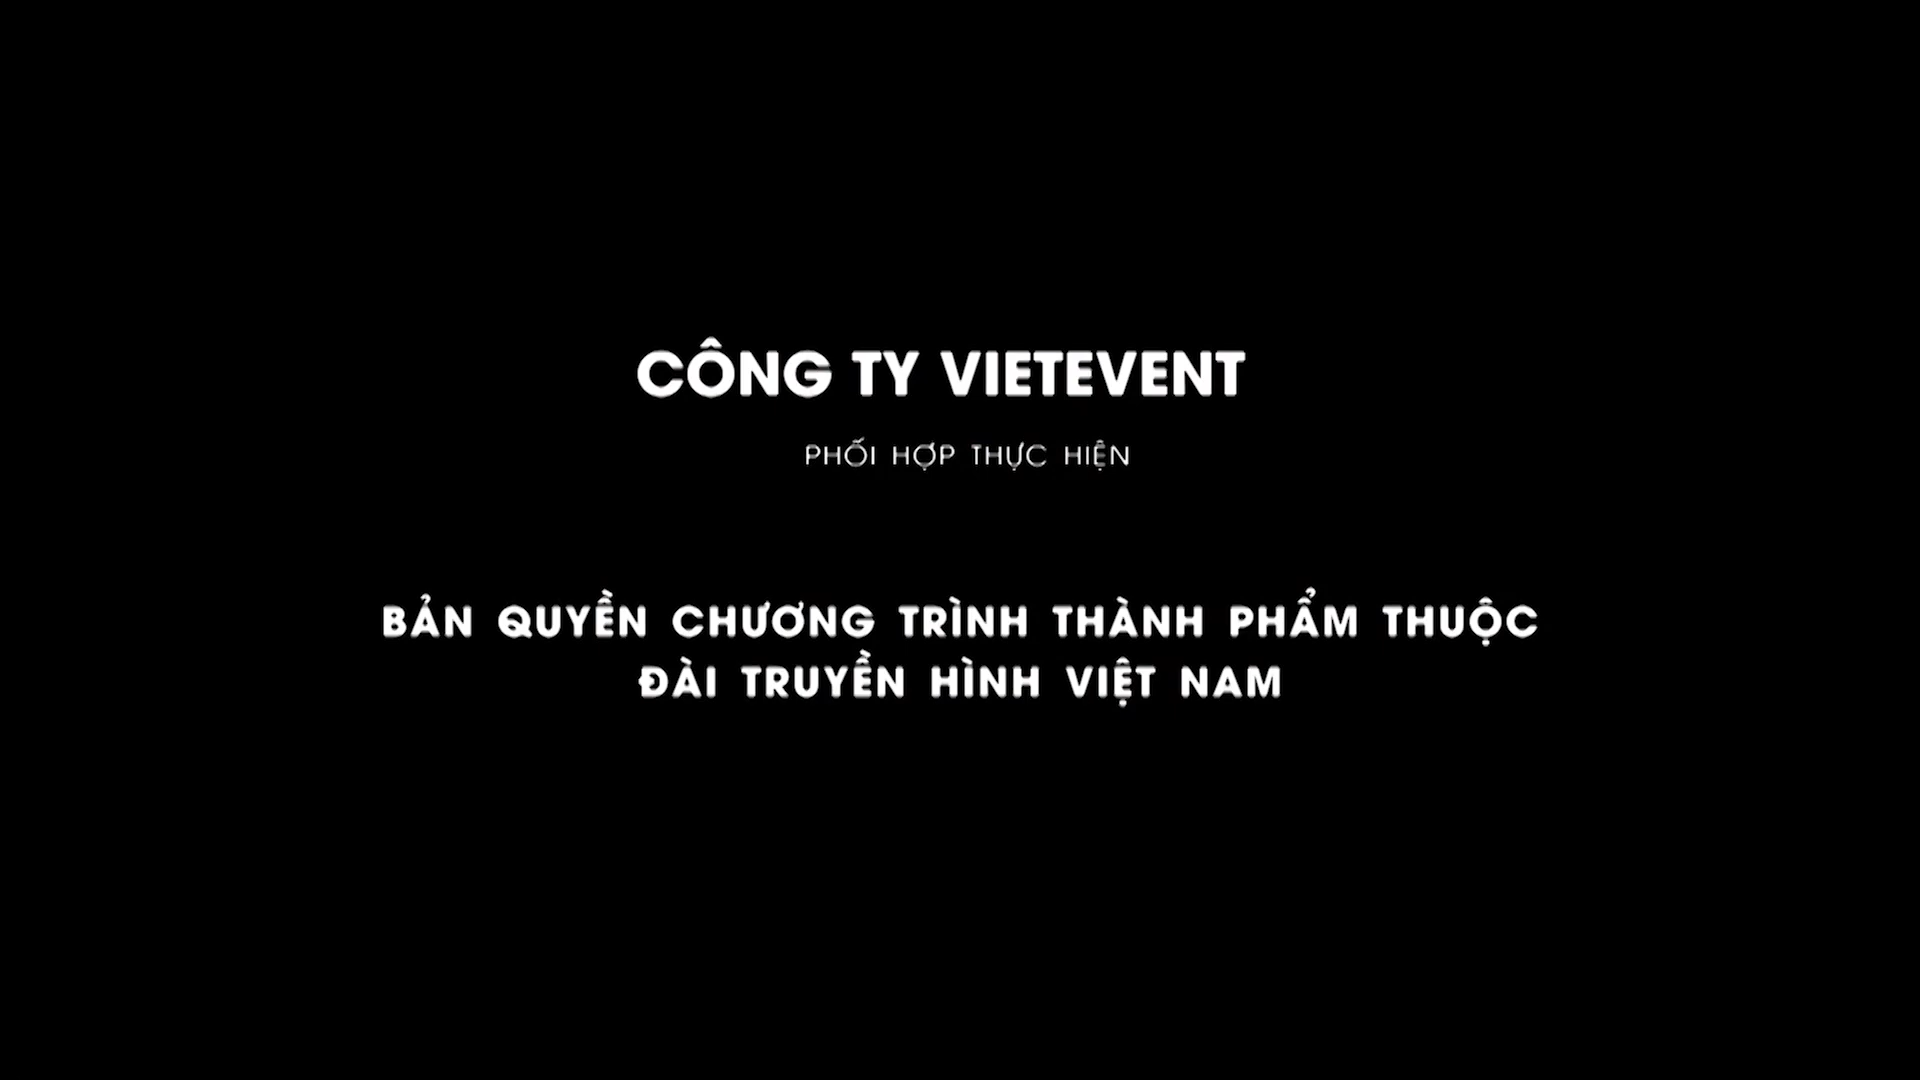 CÔNG TY VIETEVENT
PHỐI HỢP THỰC HIỆN
BẢN QUYỀN CHƯƠNG TRÌNH THÀNH PHẨM THUỘC
ĐÀI TRUYỀN HÌNH VIỆT NAM